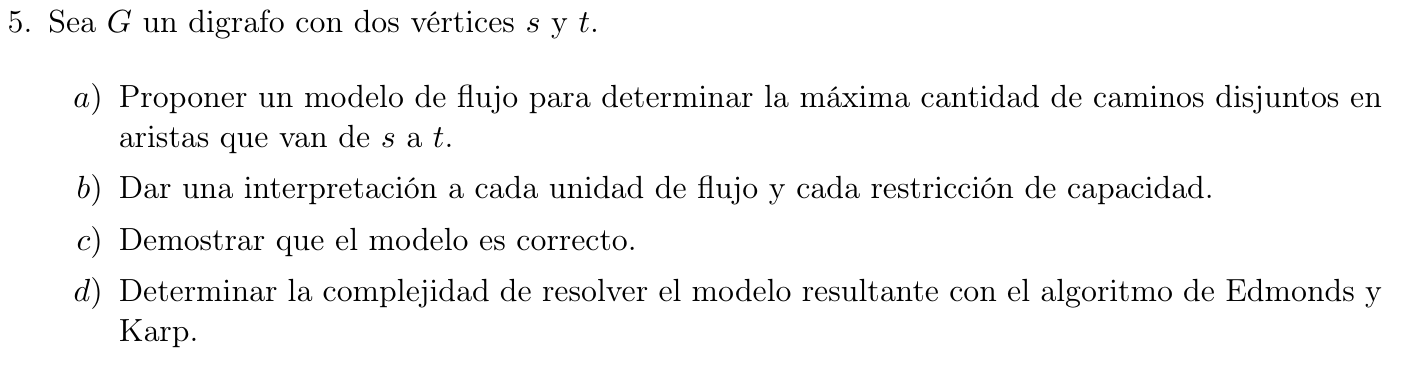 5. Sea G un digrafo con dos vértices s y t.
a) Proponer un modelo de flujo para determinar la máxima cantidad de caminos disjuntos en
aristas que van de s a t.
b) Dar una interpretación a cada unidad de flujo y cada restricción de capacidad.
c) Demostrar que el modelo es correcto.
d) Determinar la complejidad de resolver el modelo resultante con el algoritmo de Edmonds y
Karp.